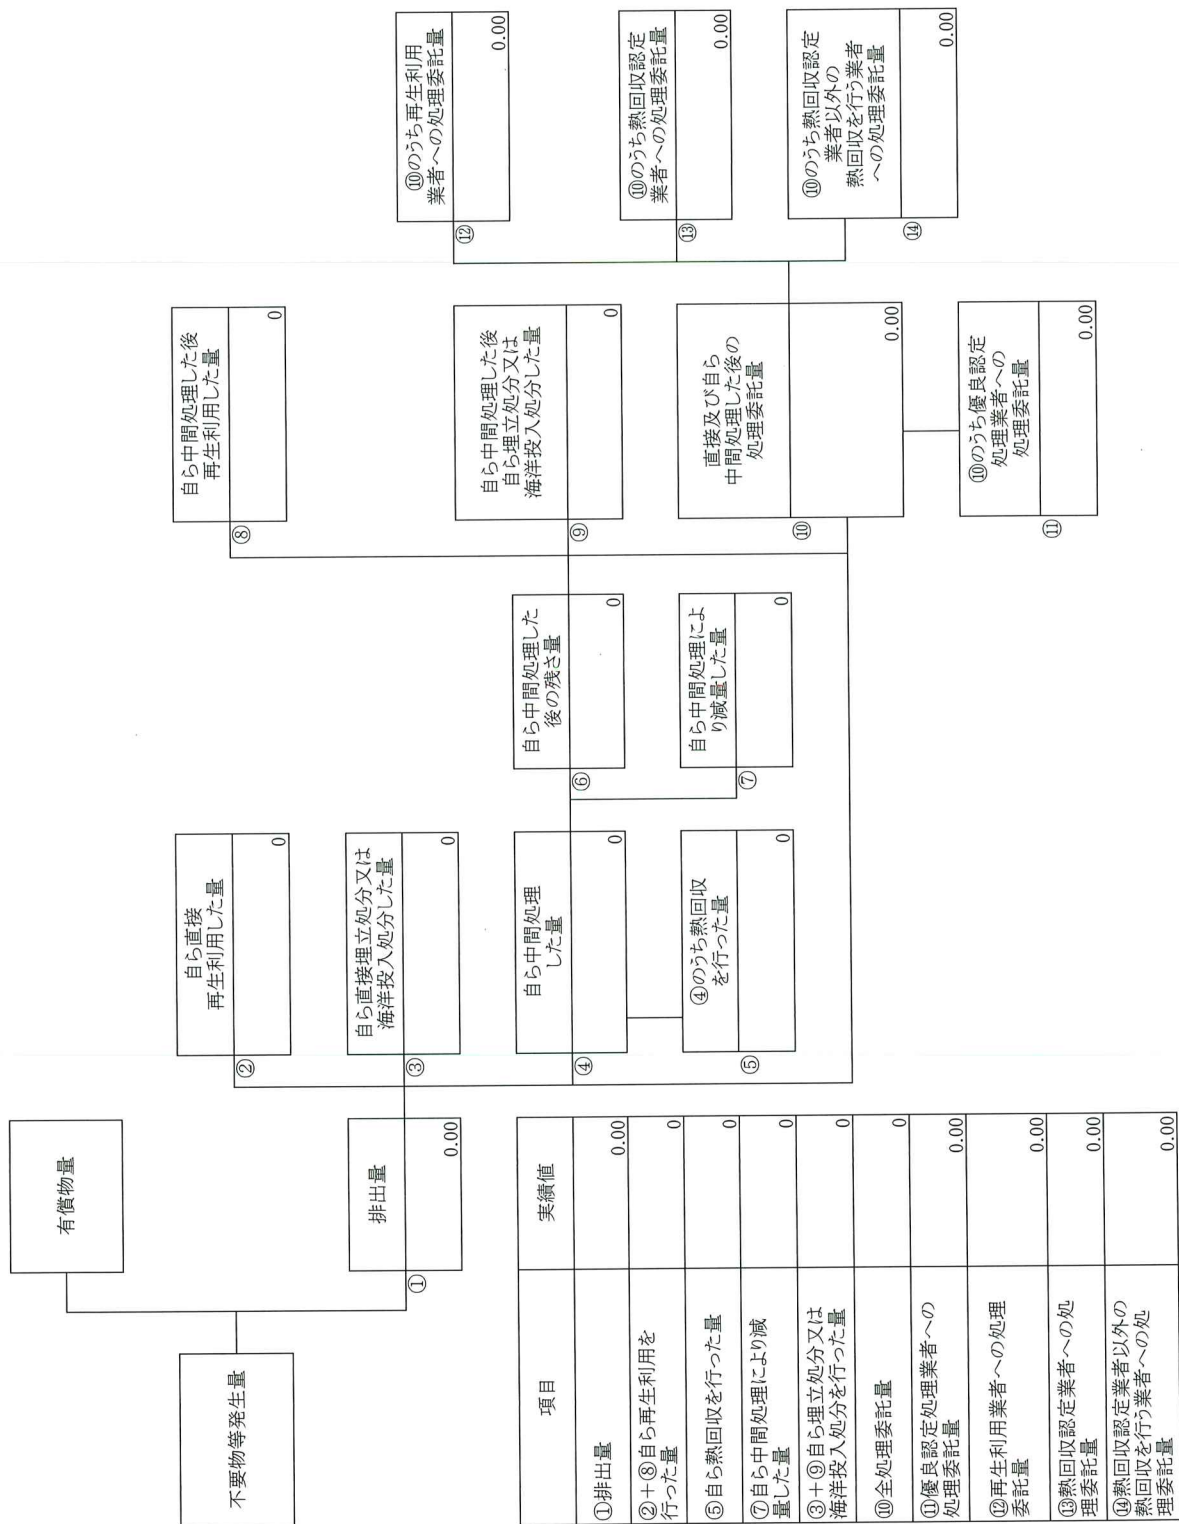 不要物等発生量
有償物量
①
排出量
0.00
②
自ら直接
再生利用した量
0
③
自ら直接埋立処分又は
海洋投入処分した量
0
④
自ら中間処理
した量
0
⑤
④のうち熱回収
を行った量
0
⑥
自ら中間処理した
後の残さ量
0
⑦
自ら中間処理によ
り減量した量
0
⑧
自ら中間処理した後
再生利用した量
0
⑨
自ら中間処理した後
自ら埋立処分又は
海洋投入処分した量
0
⑩
直接及び自ら
中間処理した後の
処理委託量
0.00
⑪
⑩のうち優良認定
処理業者への
処理委託量
0.00
⑫
⑩のうち再生利用
業者への処理委託量
0.00
⑬
⑩のうち熱回収認定
業者への処理委託量
0.00
⑭
⑩のうち熱回収認定
業者以外の
熱回収を行う業者
への処理委託量
0.00
項目 実績値
①排出量 0.00
②+⑧自ら再生利用を
行った量 0
⑤自ら熱回収を行った量 0
⑦自ら中間処理により減
量した量 0
③+⑨自ら埋立処分又は
海洋投入処分を行った量 0
⑩全処理委託量 0
⑪優良認定処理業者への
処理委託量 0.00
⑫再生利用業者への処理
委託量 0.00
⑬熱回収認定業者への処
理委託量 0.00
⑭熱回収認定業者以外の
熱回収を行う業者への処
理委託量 0.00